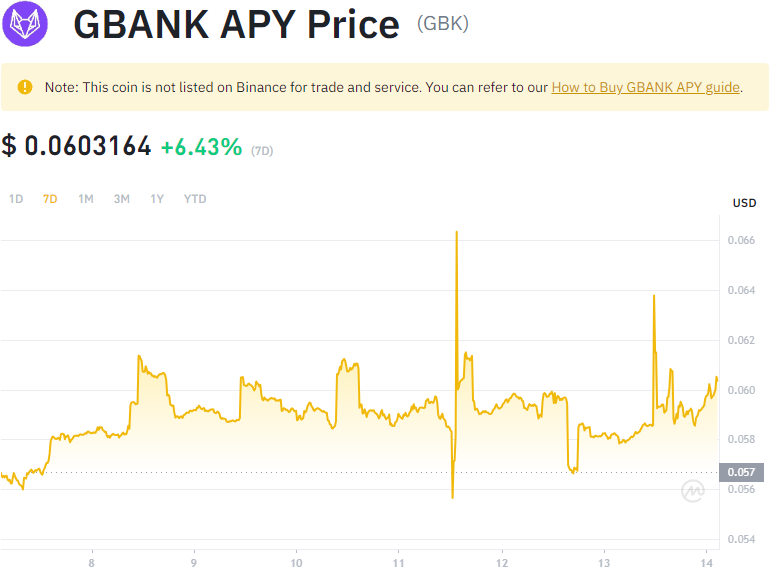 GBANK APY Price (GBK)
Note: This coin is not listed on Binance for trade and service. You can refer to our How to Buy GBANK APY guide.
$ 0.0603164 +6.43% (7D)
1D 7D 1M 3M 1Y YTD
USD
0.066
0.064
0.062
0.060
0.058
0.057
0.056
0.054
8 9 10 11 12 13 14